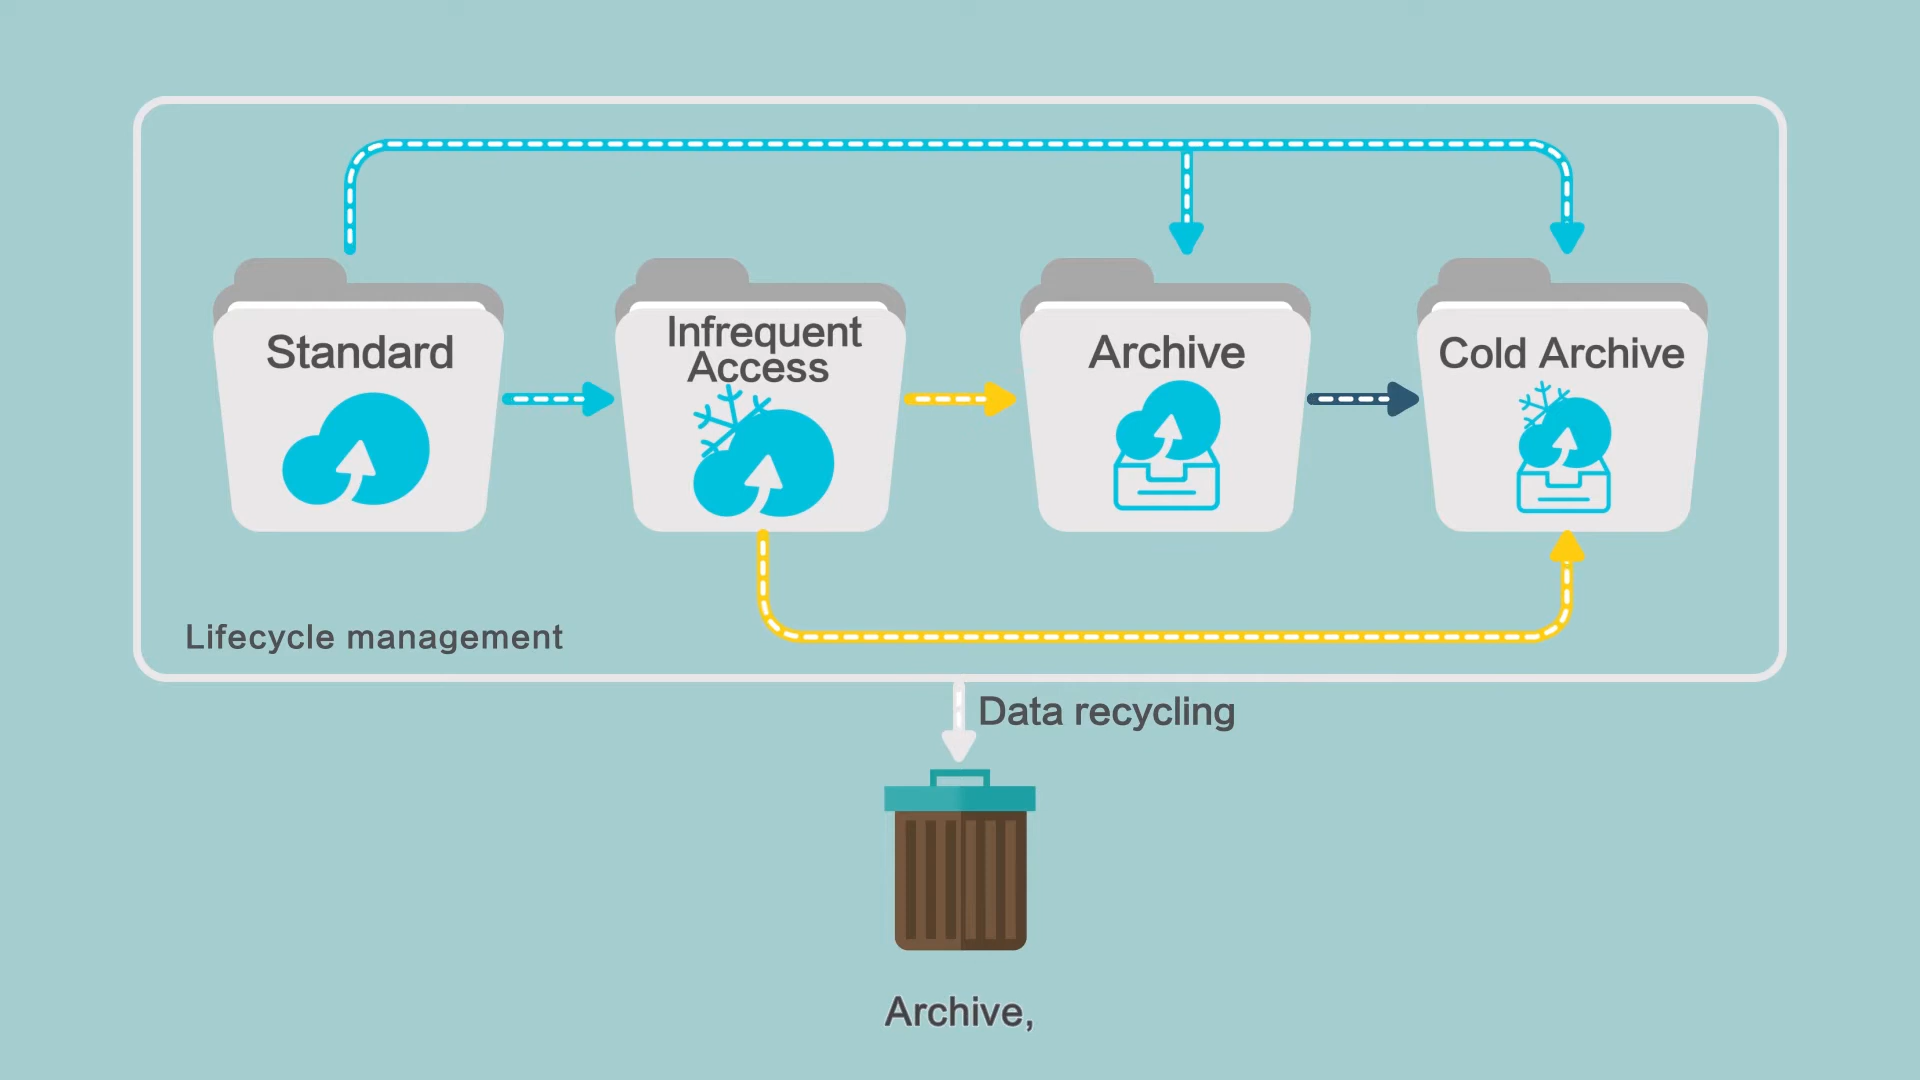 Standard
Infrequent
Access
Archive
Cold Archive
Lifecycle management
Data recycling
Archive,